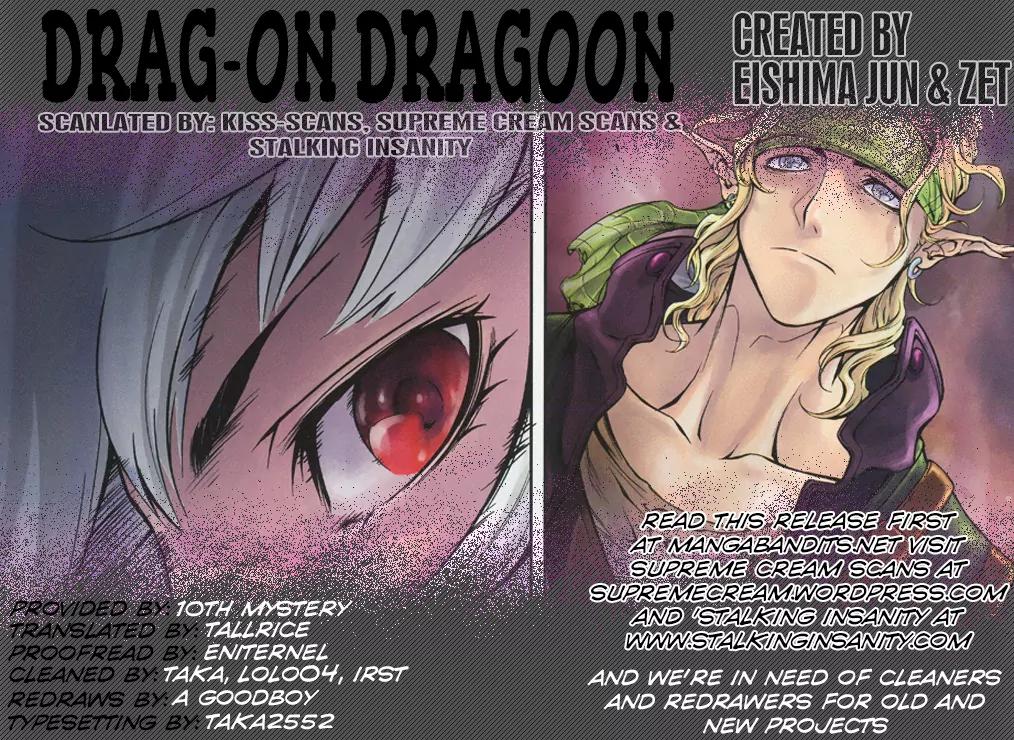 DRAG-ON DRAGOON
CREATED BY
EISHIMA JUN & ZET
SCANLATED BY: KISS-SCANS, SUPREME CREAM SCANS &
STALKING INSANITY
PROVIDED BY: 10TH MYSTERY
TRANSLATED BY: TALLRICE
PROOFREAD BY: ENITERNEL
CLEANED BY: TAKA, LOLO04, IRST
REDRAWS BY: A GOODBOY
TYPESETTING BY: TAKA2552
READ THIS RELEASE FIRST
AT MANGABANDITS.NET VISIT
SUPREME CREAM SCANS AT
SUPREMECREAM.WORDPRESS.COM
AND 'STALKING INSANITY AT
WWW.STALKINGINSANITY.COM
AND WE'RE IN NEED OF CLEANERS
AND REDRAWERS FOR OLD AND
NEW PROJECTS